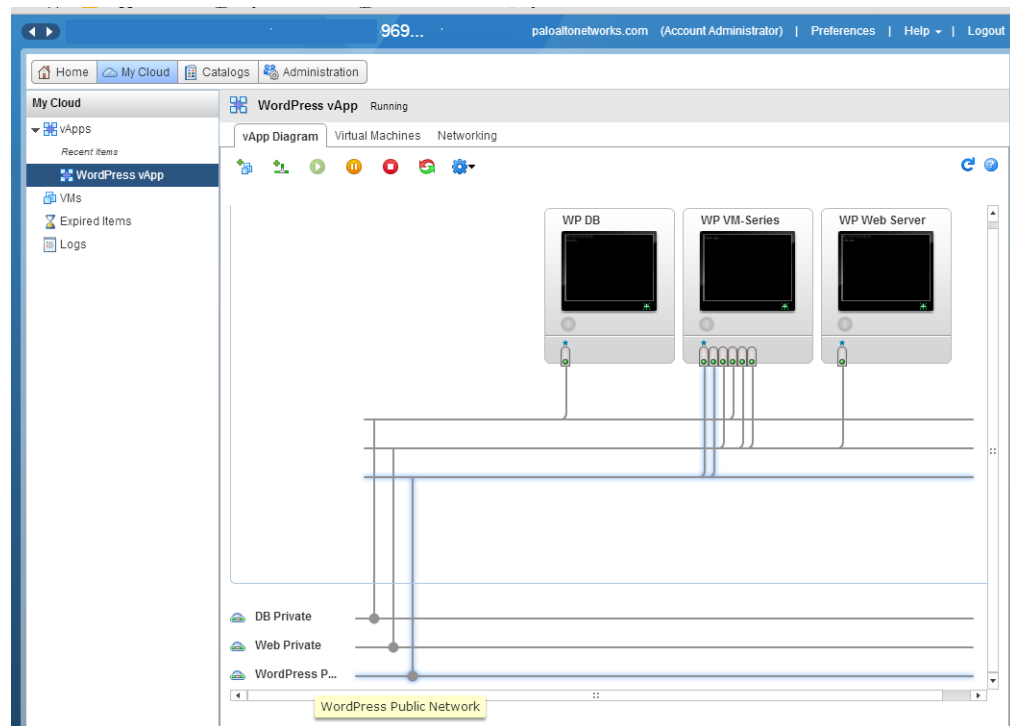 969... paloaltonetworks.com (Account Administrator) | Preferences | Help | Logout
Home My Cloud Catalogs Administration
My Cloud
WordPress vApp Running
vApps
vApp Diagram Virtual Machines Networking
Recent Items
WordPress vApp
VMs
Expired Items
Logs
WP DB WP VM-Series WP Web Server
DB Private
Web Private
WordPress P...
WordPress Public Network